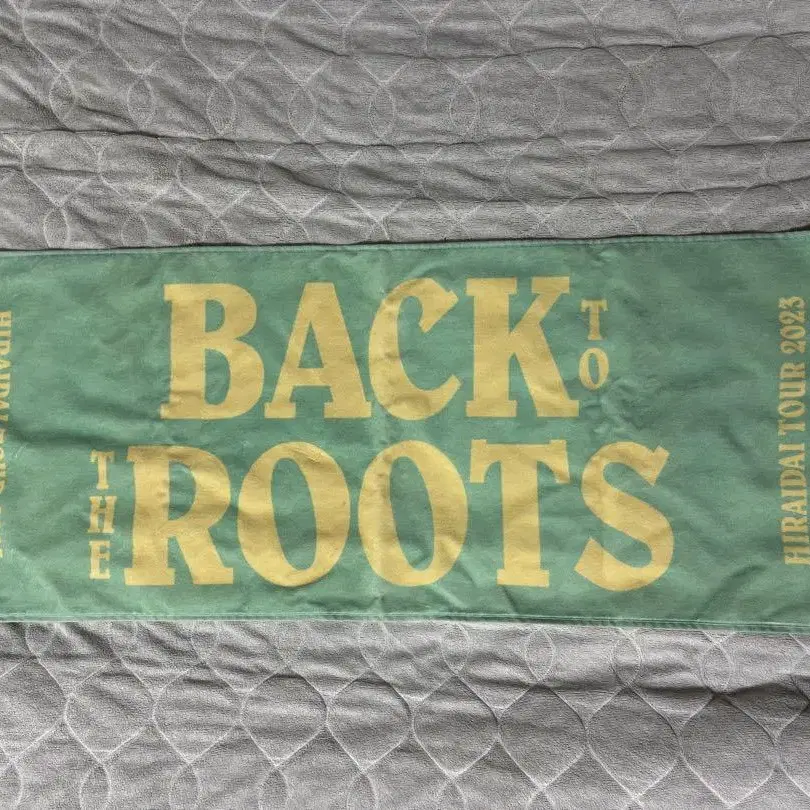 BACK TO
THE ROOTS
HIRAIDAI TOUR 2023